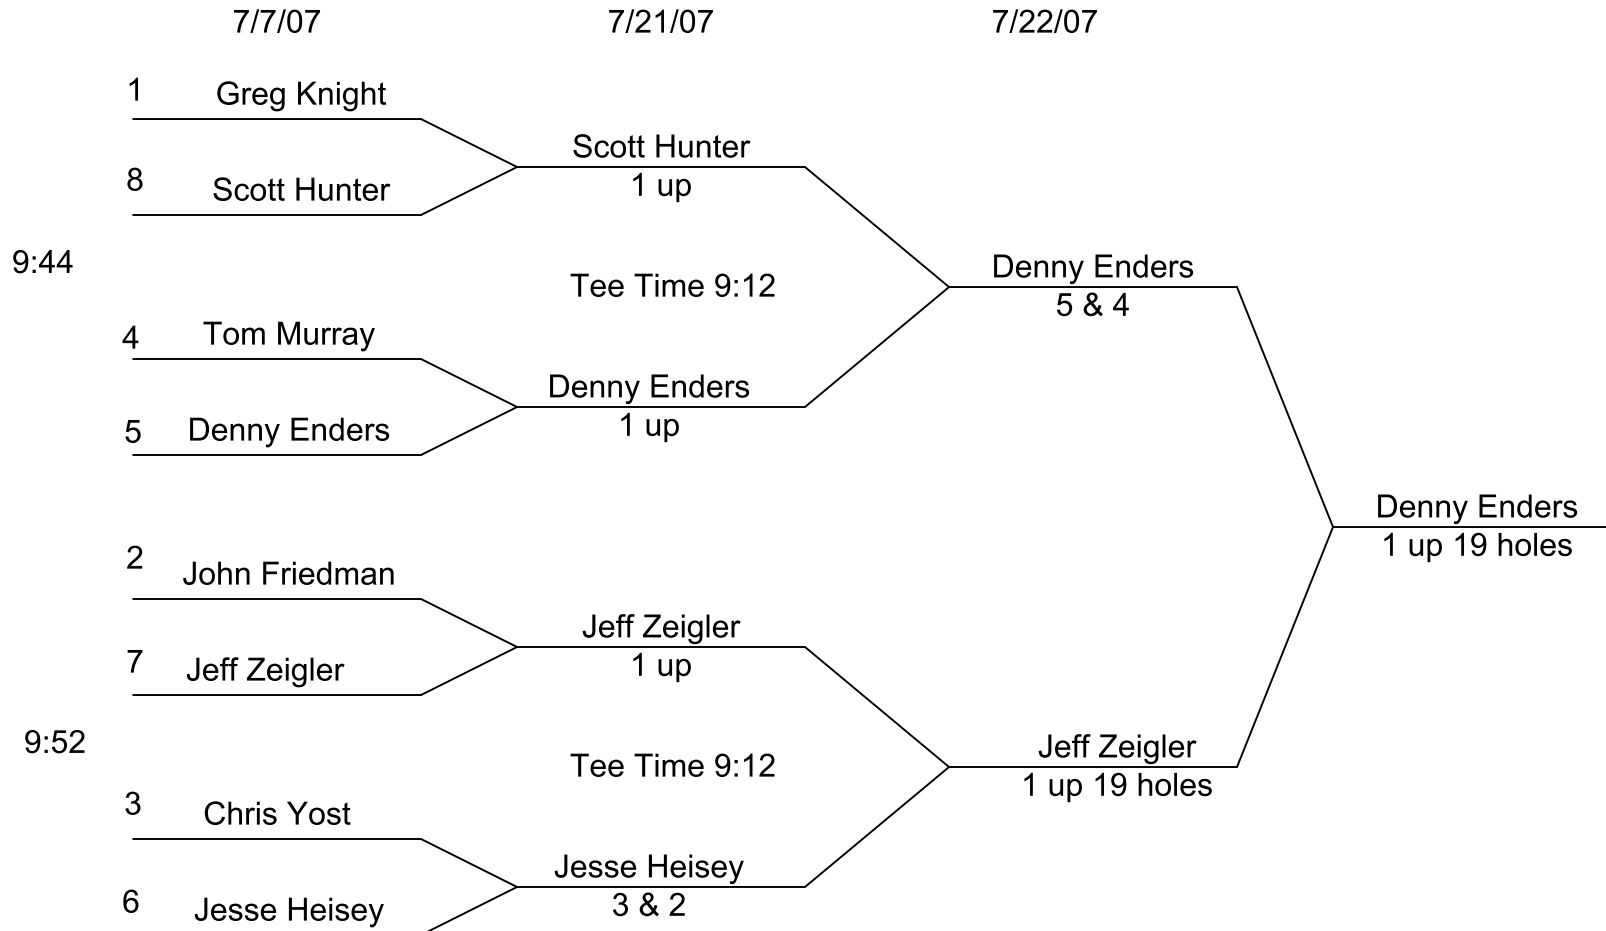 7/7/07 7/21/07 7/22/07
1 Greg Knight
Scott Hunter
1 up
8 Scott Hunter
9:44
Tee Time 9:12
Denny Enders
5 & 4
4 Tom Murray
Denny Enders
1 up
5 Denny Enders
Denny Enders
1 up 19 holes
2 John Friedman
Jeff Zeigler
1 up
7 Jeff Zeigler
9:52
Tee Time 9:12
Jeff Zeigler
1 up 19 holes
3 Chris Yost
Jesse Heisey
3 & 2
6 Jesse Heisey